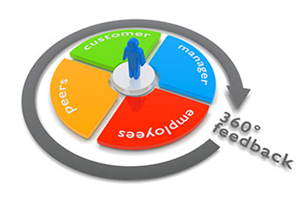 customer
manager
peers
employees
360°
feedback